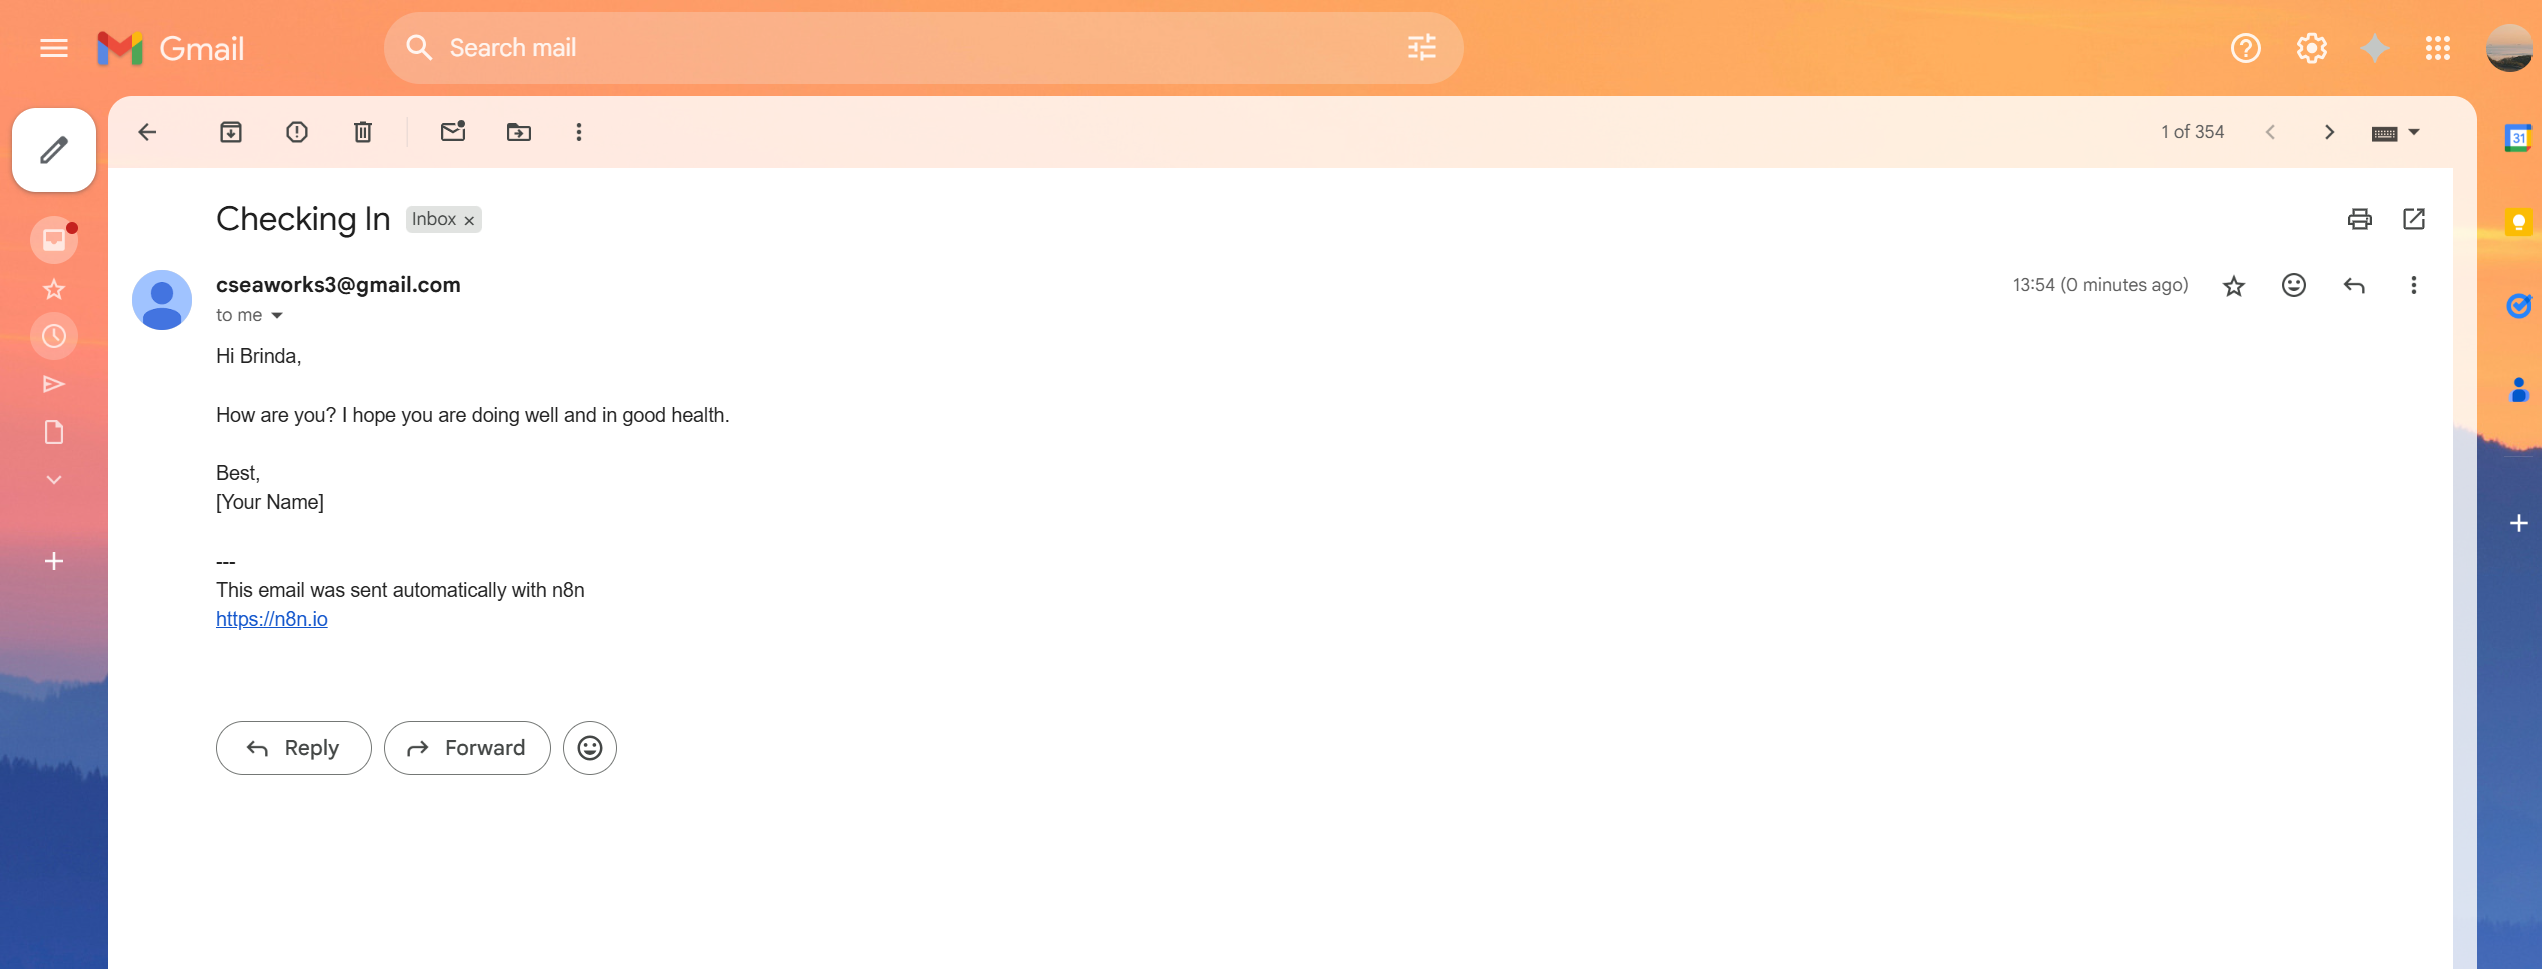 Gmail
Search mail
1 of 354
31
Checking In
Inbox ×
cseaworks3@gmail.com
13:54 (0 minutes ago)
to me
Hi Brinda,
How are you? I hope you are doing well and in good health.
Best,
[Your Name]
---
This email was sent automatically with n8n
https://n8n.io
Reply
Forward